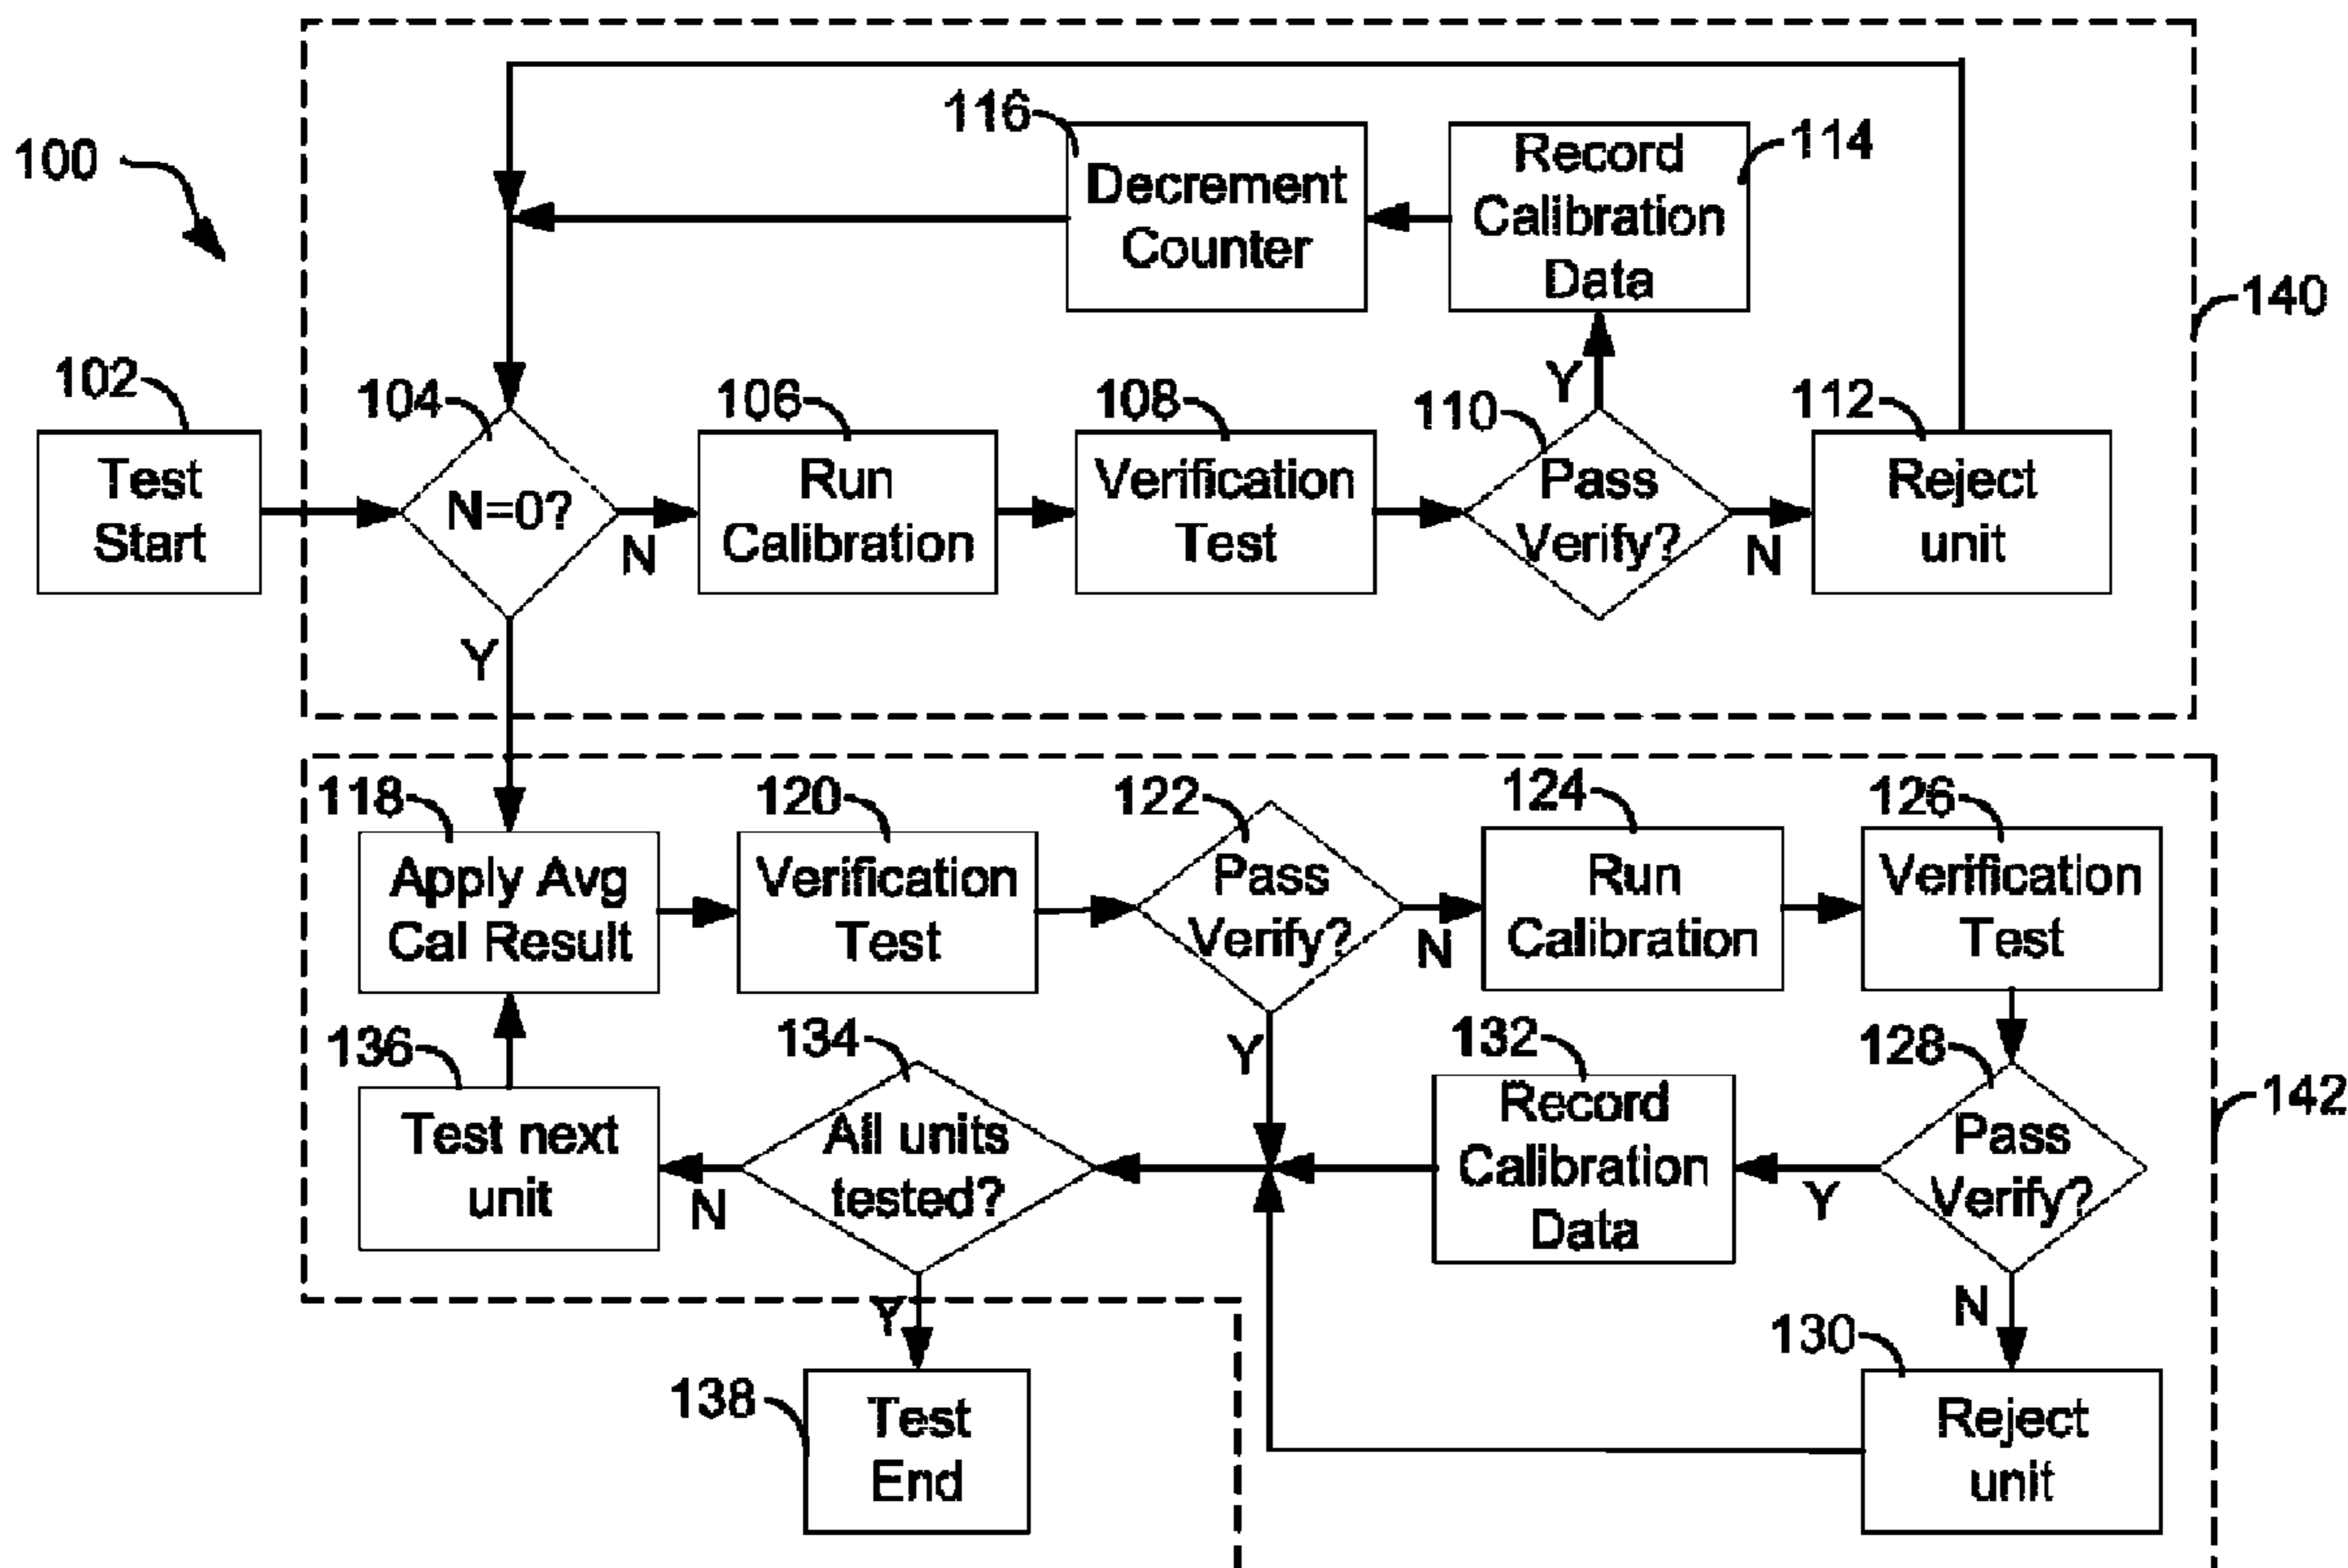 100
116
Decrement
Counter
Record
Calibration
Data
114
140
102
Test
Start
104
N=0?
N
Y
106
Run
Calibration
108
Verification
Test
110
Pass
Verify?
Y
N
112
Reject
unit
118
Apply Avg
Cal Result
120
Verification
Test
122
Pass
Verify?
N
Y
124
Run
Calibration
126
Verification
Test
128
Pass
Verify?
Y
N
132
Record
Calibration
Data
134
All units
tested?
N
Y
136
Test next
unit
142
138
Test
End
130
Reject
unit